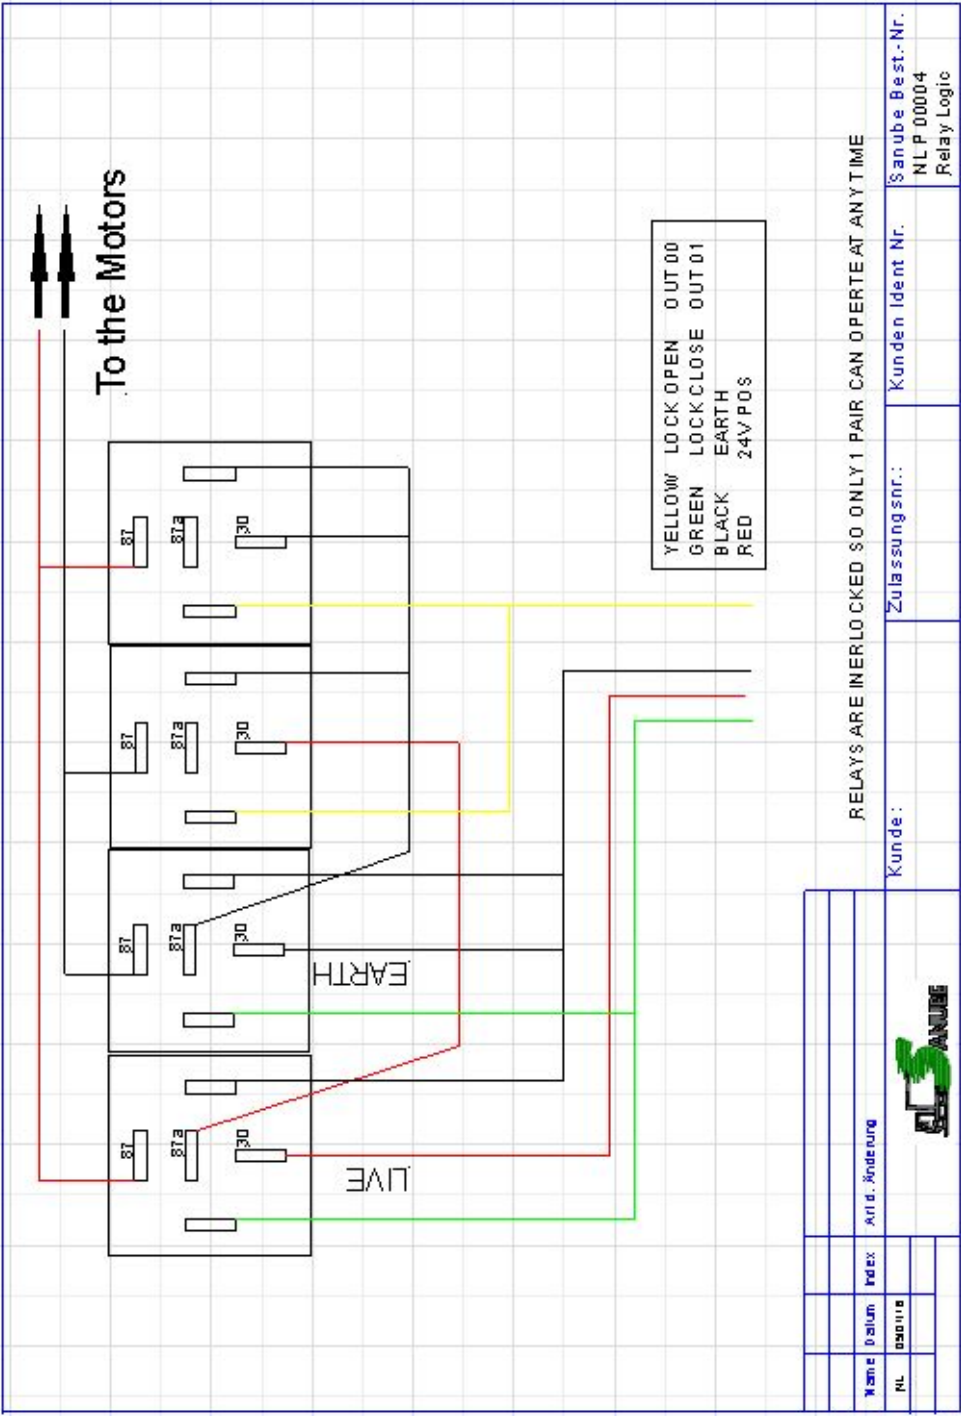 To the Motors
87
87a
30
87
87a
30
87
87a
30
87
87a
30
LIVE
EARTH
YELLOW LOCK OPEN OUT 00
GREEN LOCK CLOSE OUT 01
BLACK EARTH
RED 24V POS
RELAYS ARE INERLOCKED SO ONLY 1 PAIR CAN OPERTE AT ANY TIME
Name Datum Index Art d. Änderung
NL
SANUBE
Kunde:
Zulassungsnr.:
Kunden Ident Nr.
Sanube Best.-Nr.
NLP 00004
Relay Logic